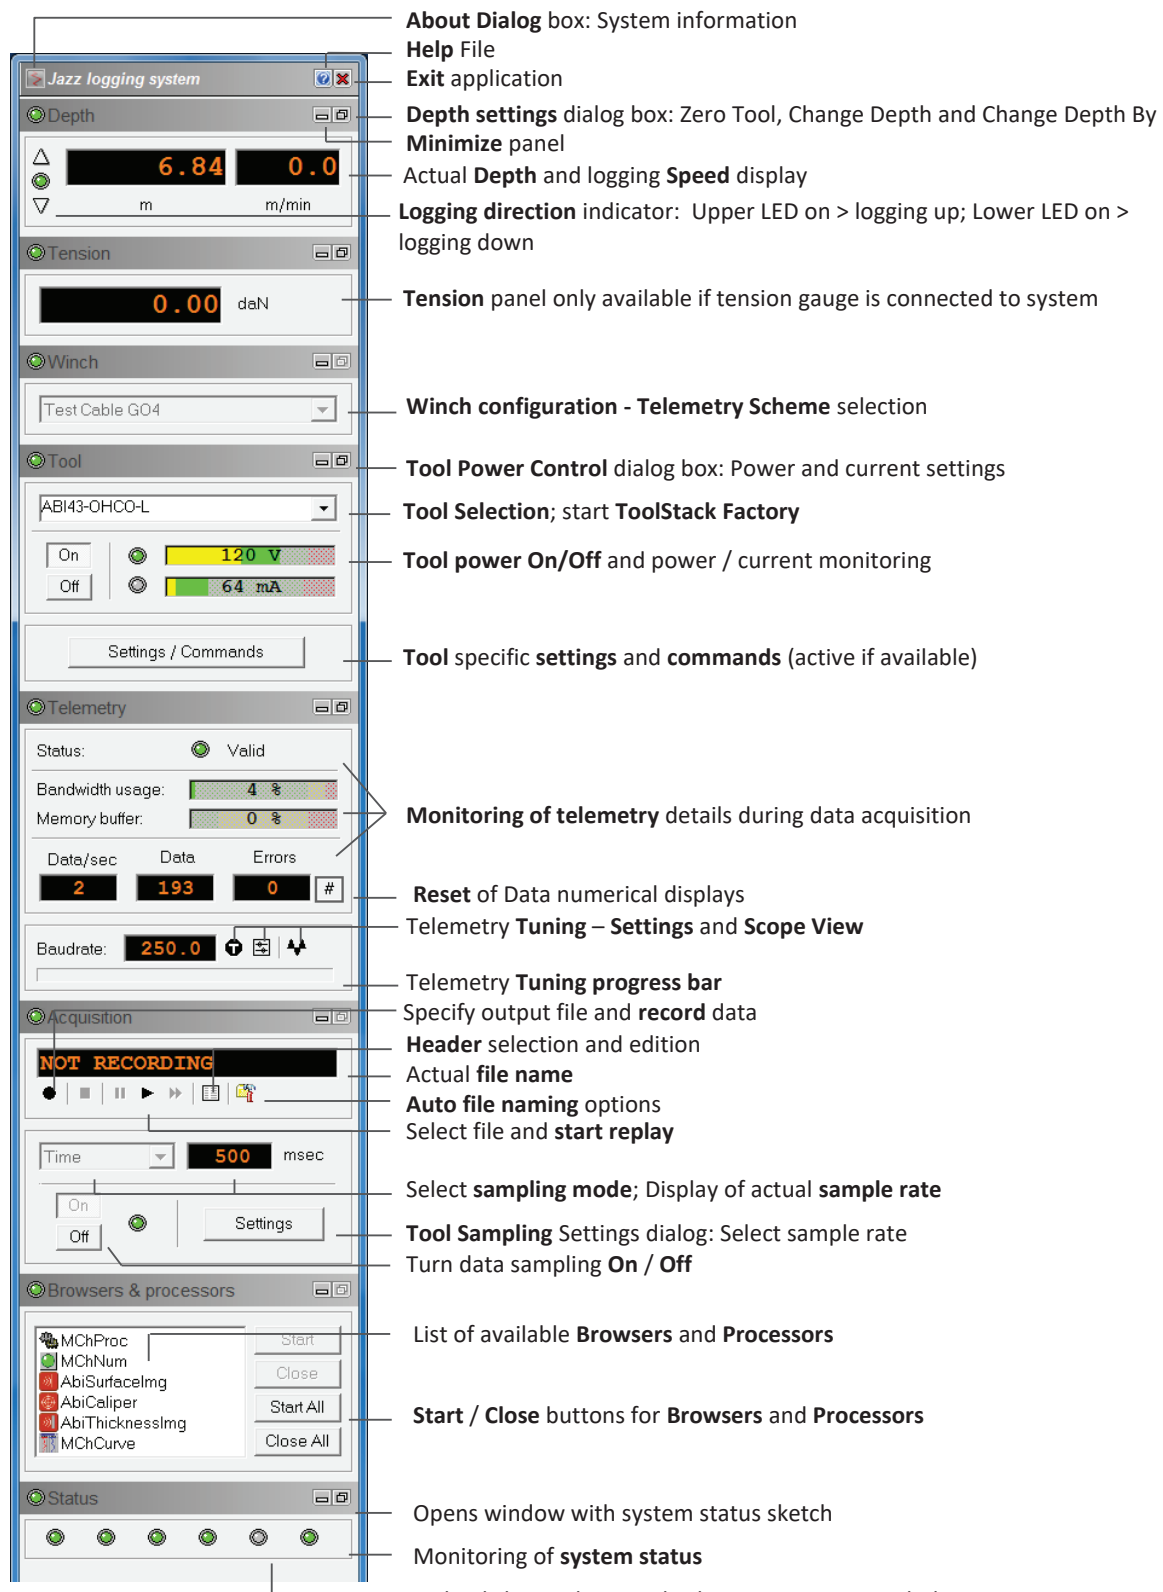 About Dialog box: System information
Help File
Jazz logging system
Exit application
Depth
Depth settings dialog box: Zero Tool, Change Depth and Change Depth By
Minimize panel
6.84 0.0
Actual Depth and logging Speed display
m m/min
Logging direction indicator: Upper LED on > logging up; Lower LED on >
logging down
Tension
0.00 daN
Tension panel only available if tension gauge is connected to system
Winch
Test Cable GO4
Winch configuration - Telemetry Scheme selection
Tool
Tool Power Control dialog box: Power and current settings
ABI43-OHCO-L
Tool Selection; start ToolStack Factory
On 120 V
Tool power On/Off and power / current monitoring
Off 64 mA
Settings / Commands
Tool specific settings and commands (active if available)
Telemetry
Status: Valid
Bandwidth usage: 4 %
Memory buffer: 0 %
Monitoring of telemetry details during data acquisition
Data/sec Data Errors
2 193 0 #
Reset of Data numerical displays
Telemetry Tuning – Settings and Scope View
Baudrate: 250.0
Telemetry Tuning progress bar
Specify output file and record data
Acquisition
Header selection and edition
NOT RECORDING
Actual file name
Auto file naming options
Select file and start replay
Time 500 msec
Select sampling mode; Display of actual sample rate
On
Off
Settings
Tool Sampling Settings dialog: Select sample rate
Turn data sampling On / Off
Browsers & processors
List of available Browsers and Processors
MChProc
MChNum
AbiSurfaceImg
AbiCaliper
AbiThicknessImg
MChCurve
Start
Close
Start All
Close All
Start / Close buttons for Browsers and Processors
Status
Opens window with system status sketch
Monitoring of system status